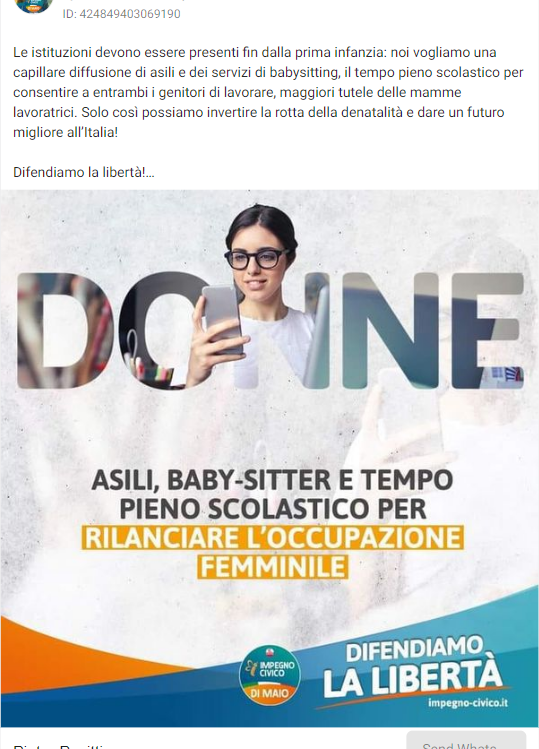 ID: 424849403069190
Le istituzioni devono essere presenti fin dalla prima infanzia: noi vogliamo una
capillare diffusione di asili e dei servizi di babysitting, il tempo pieno scolastico per
consentire a entrambi i genitori di lavorare, maggiori tutele delle mamme
lavoratrici. Solo così possiamo invertire la rotta della denatalità e dare un futuro
migliore all'Italia!
Difendiamo la libertà!...
DONNE
ASILI, BABY-SITTER E TEMPO
PIENO SCOLASTICO PER
RILANCIARE L'OCCUPAZIONE
FEMMINILE
IMPEGNO
CIVICO
DI MAIO
DIFENDIAMO
LA LIBERTÀ
impegno-civico.it